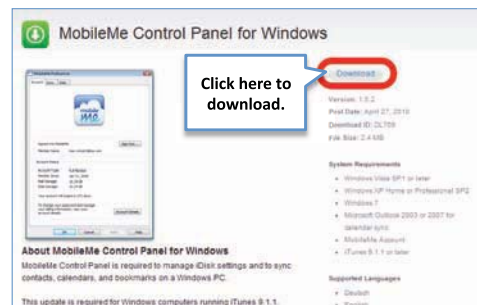 MobileMe Control Panel for Windows
Click here to
download.
Download
Version: 1.5.2
Post Date: April 27, 2010
Download ID: DL769
File Size: 2.4 MB
System Requirements
Windows Vista SP1 or later
Windows XP Home or Professional SP2
Windows 7
Microsoft Outlook 2003 or 2007 for
calendar sync
MobileMe Account
iTunes 9.1.1 or later
Supported Languages
Deutsch
English
mobile
me
About MobileMe Control Panel for Windows
MobileMe Control Panel is required to manage iDisk settings and to sync
contacts, calendars, and bookmarks on a Windows PC.
This update is required for Windows computers running iTunes 9.1.1.